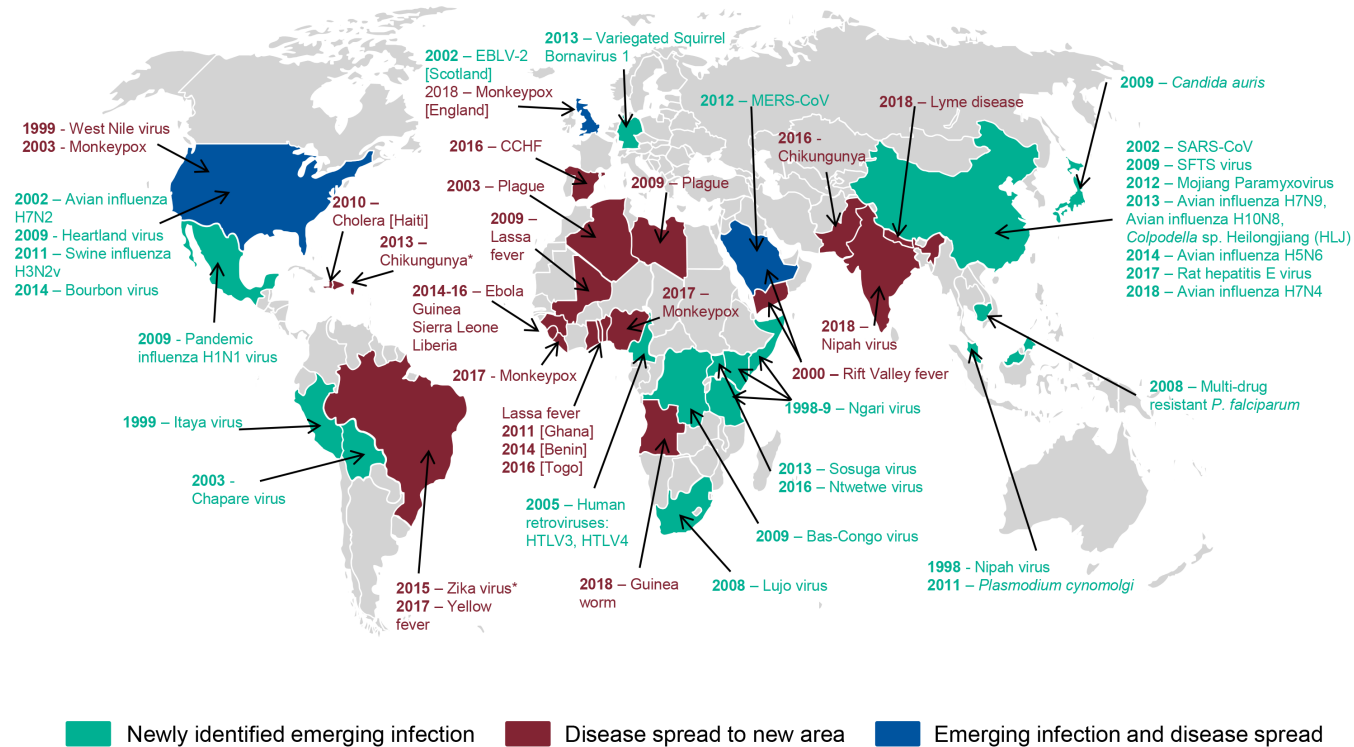 2013 – Variegated Squirrel
Bornavirus 1
2002 – EBLV-2
[Scotland]
2018 – Monkeypox
[England]
2012 – MERS-CoV
2018 – Lyme disease
2009 – Candida auris
1999 - West Nile virus
2003 - Monkeypox
2016 – CCHF
2016 -
Chikungunya
2002 – SARS-CoV
2009 – SFTS virus
2012 – Mojiang Paramyxovirus
2013 – Avian influenza H7N9,
Avian influenza H10N8,
Colpodella sp. Heilongjiang (HLJ)
2014 – Avian influenza H5N6
2017 – Rat hepatitis E virus
2018 – Avian influenza H7N4
2003 – Plague
2009 – Plague
2002 – Avian influenza
H7N2
2009 – Heartland virus
2011 – Swine influenza
H3N2v
2014 – Bourbon virus
2010 –
Cholera [Haiti]
2013 –
Chikungunya*
2009 –
Lassa
fever
2014-16 – Ebola
Guinea
Sierra Leone
Liberia
2017 –
Monkeypox
2018 –
Nipah virus
2009 - Pandemic
influenza H1N1 virus
2017 - Monkeypox
2000 – Rift Valley fever
1998-9 – Ngari virus
2008 – Multi-drug
resistant P. falciparum
1999 – Itaya virus
Lassa fever
2011 [Ghana]
2014 [Benin]
2016 [Togo]
2003 -
Chapare virus
2013 – Sosuga virus
2016 – Ntwetwe virus
2005 – Human
retroviruses:
HTLV3, HTLV4
2009 – Bas-Congo virus
1998 - Nipah virus
2011 – Plasmodium cynomolgi
2015 – Zika virus*
2017 – Yellow
fever
2018 – Guinea
worm
2008 – Lujo virus
Newly identified emerging infection
Disease spread to new area
Emerging infection and disease spread